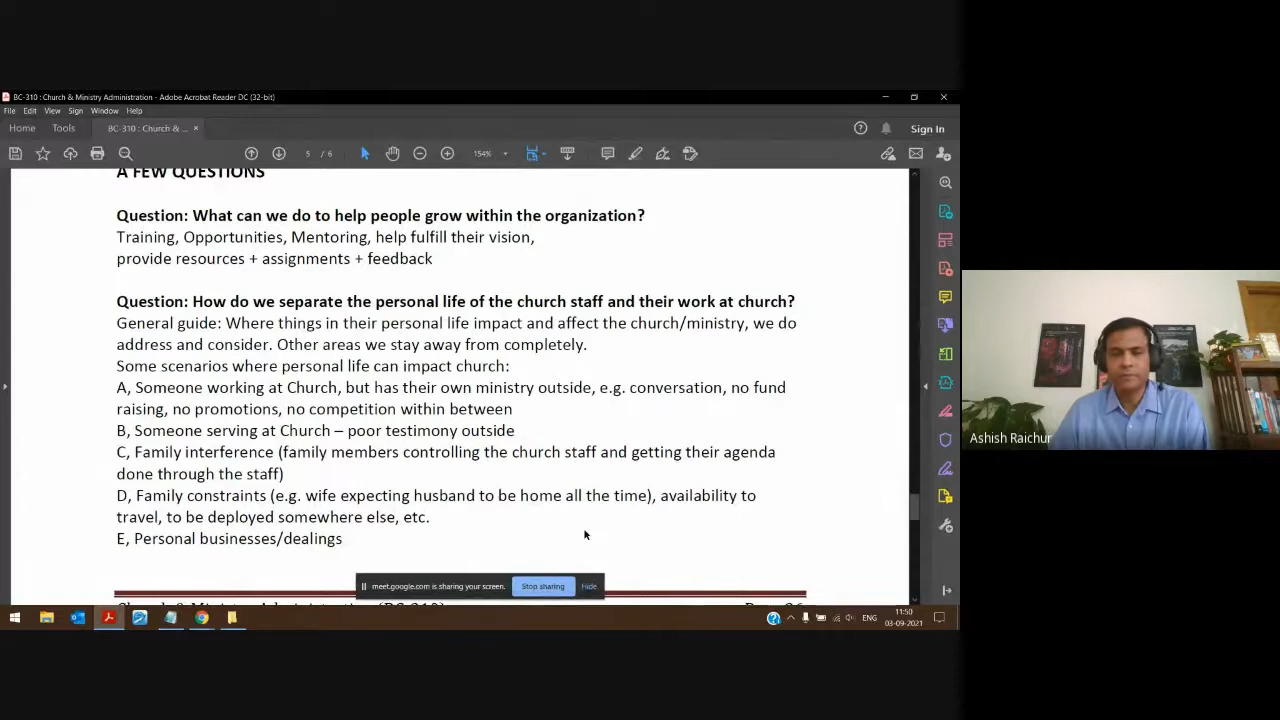 BC-310 : Church & Ministry Administration - Adobe Acrobat Reader DC (32-bit)
File Edit View Sign Window Help
Home Tools BC-310 : Church & ... × Sign In
5 / 6 154%
A FEW QUESTIONS
Question: What can we do to help people grow within the organization?
Training, Opportunities, Mentoring, help fulfill their vision,
provide resources + assignments + feedback
Question: How do we separate the personal life of the church staff and their work at church?
General guide: Where things in their personal life impact and affect the church/ministry, we do
address and consider. Other areas we stay away from completely.
Some scenarios where personal life can impact church:
A, Someone working at Church, but has their own ministry outside, e.g. conversation, no fund
raising, no promotions, no competition within between
B, Someone serving at Church – poor testimony outside
C, Family interference (family members controlling the church staff and getting their agenda
done through the staff)
D, Family constraints (e.g. wife expecting husband to be home all the time), availability to
travel, to be deployed somewhere else, etc.
E, Personal businesses/dealings
meet.google.com is sharing your screen. Stop sharing Hide
Ashish Raichur
ENG
11:50
03-09-2021